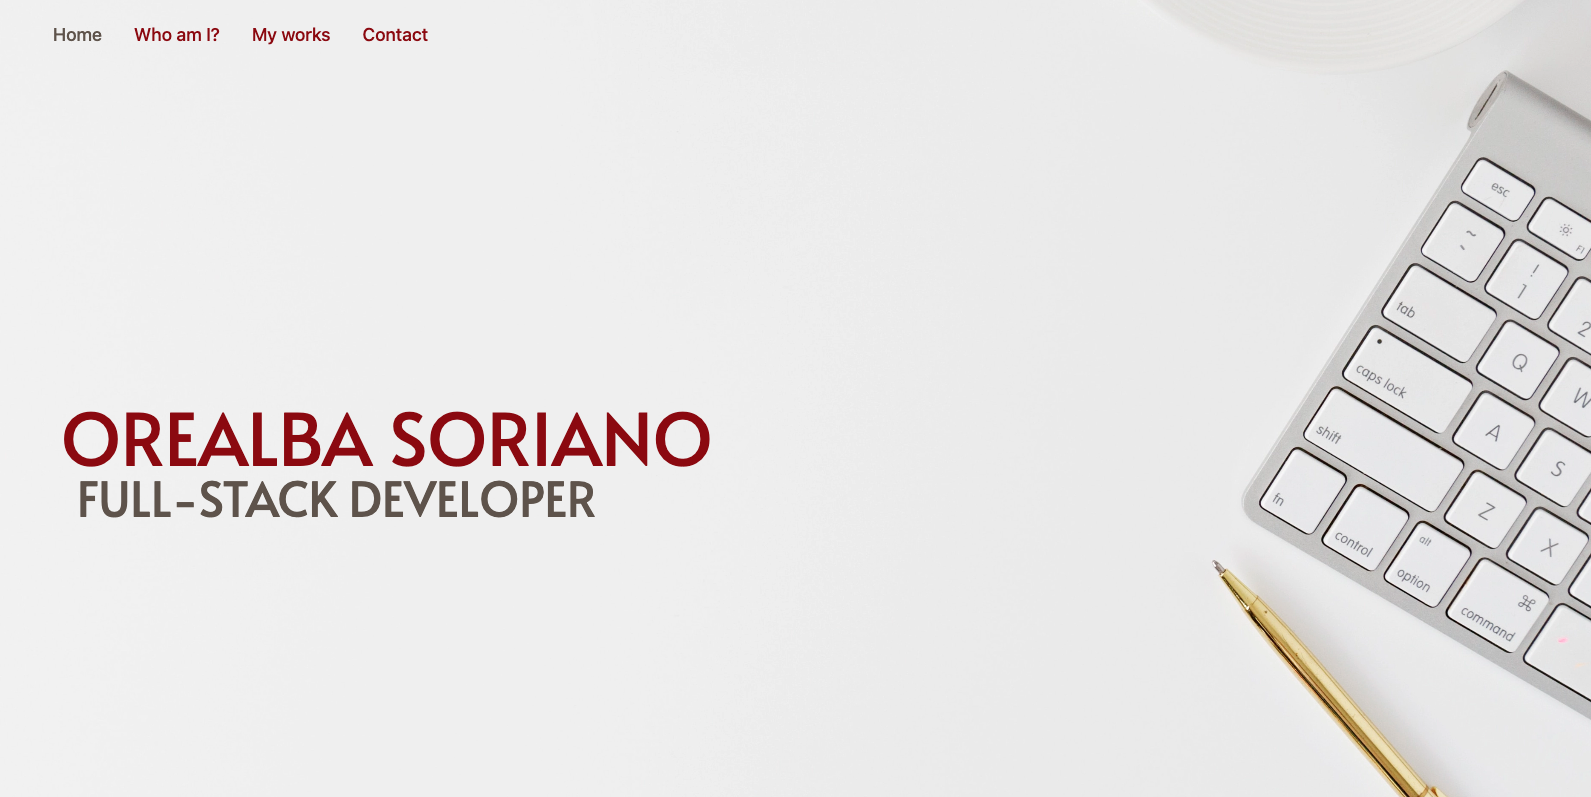 Home Who am I? My works Contact
OREALBA SORIANO
FULL-STACK DEVELOPER
esc
F1
~
`
!
1
2
tab
Q
W
caps lock
A
S
shift
Z
X
fn
control
alt
option
⌘
command